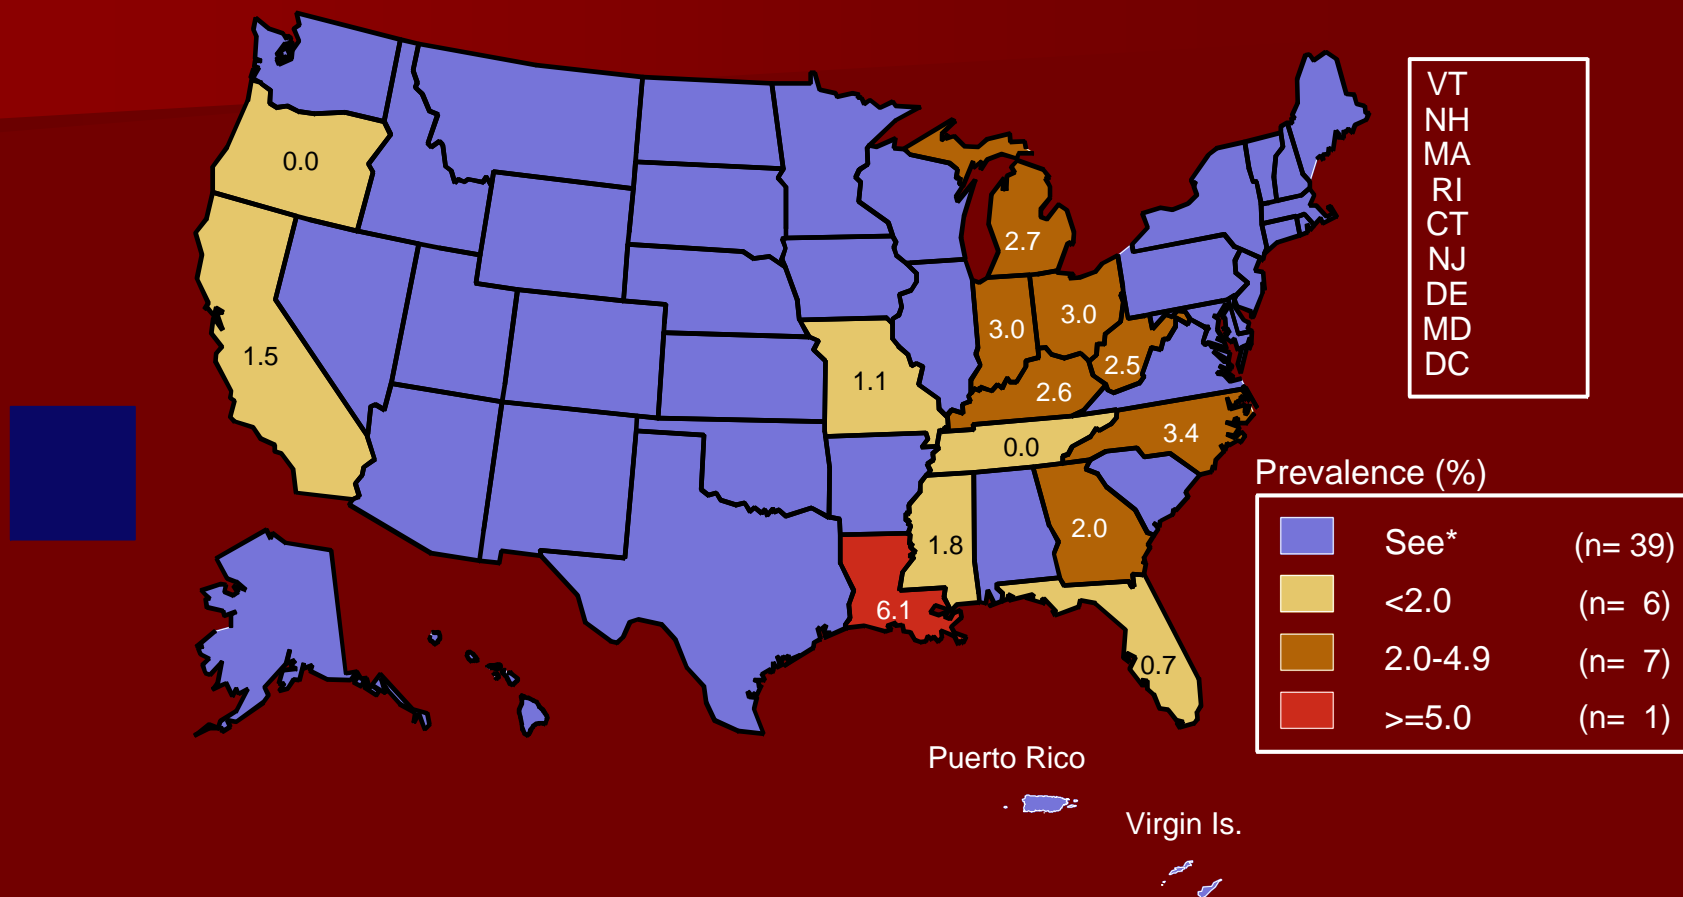 0.0
1.5
1.1
2.7
3.0
3.0
2.5
2.6
3.4
0.0
2.0
1.8
6.1
0.7
VT
NH
MA
RI
CT
NJ
DE
MD
DC
Prevalence (%)
See* (n= 39)
<2.0 (n= 6)
2.0-4.9 (n= 7)
>=5.0 (n= 1)
Puerto Rico
Virgin Is.